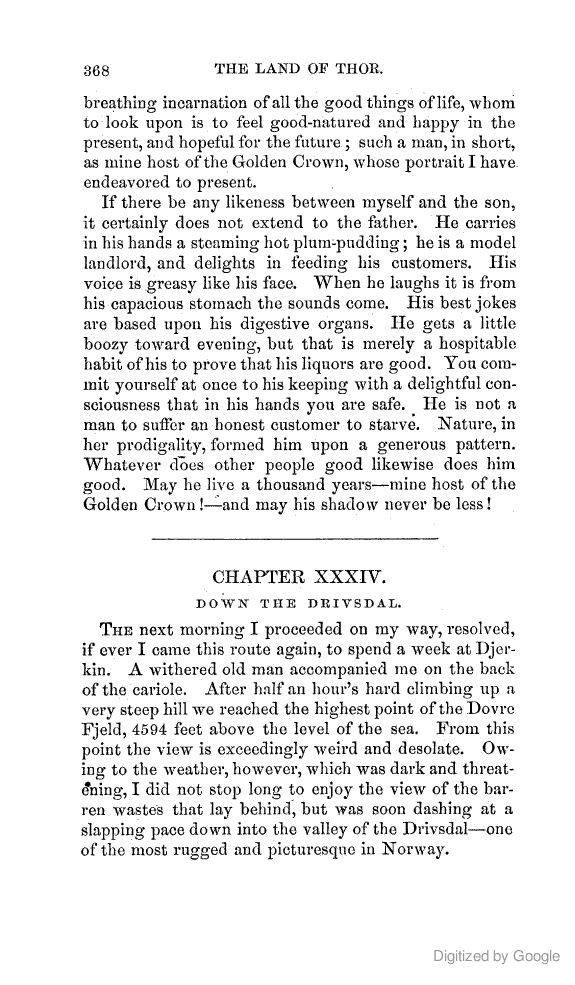 368 THE LAND OF THOR.
breathing incarnation of all the good things of life, whom
to look upon is to feel good-natured and happy in the
present, and hopeful for the future; such a man, in short,
as mine host of the Golden Crown, whose portrait I have
endeavored to present.
If there be any likeness between myself and the son,
it certainly does not extend to the father. He carries
in his hands a steaming hot plum-pudding; he is a model
landlord, and delights in feeding his customers. His
voice is greasy like his face. When he laughs it is from
his capacious stomach the sounds come. His best jokes
are based upon his digestive organs. He gets a little
boozy toward evening, but that is merely a hospitable
habit of his to prove that his liquors are good. You com-
mit yourself at once to his keeping with a delightful con-
sciousness that in his hands you are safe. He is not a
man to suffer an honest customer to starve. Nature, in
her prodigality, formed him upon a generous pattern.
Whatever does other people good likewise does him
good. May he live a thousand years—mine host of the
Golden Crown!—and may his shadow never be less!
CHAPTER XXXIV.
DOWN THE DRIVSDAL.
THE next morning I proceeded on my way, resolved,
if ever I came this route again, to spend a week at Djer-
kin. A withered old man accompanied me on the back
of the cariole. After half an hour's hard climbing up a
very steep hill we reached the highest point of the Dovre
Fjeld, 4594 feet above the level of the sea. From this
point the view is exceedingly weird and desolate. Ow-
ing to the weather, however, which was dark and threat-
ening, I did not stop long to enjoy the view of the bar-
ren wastes that lay behind, but was soon dashing at a
slapping pace down into the valley of the Drivsdal—one
of the most rugged and picturesque in Norway.
Digitized by Google